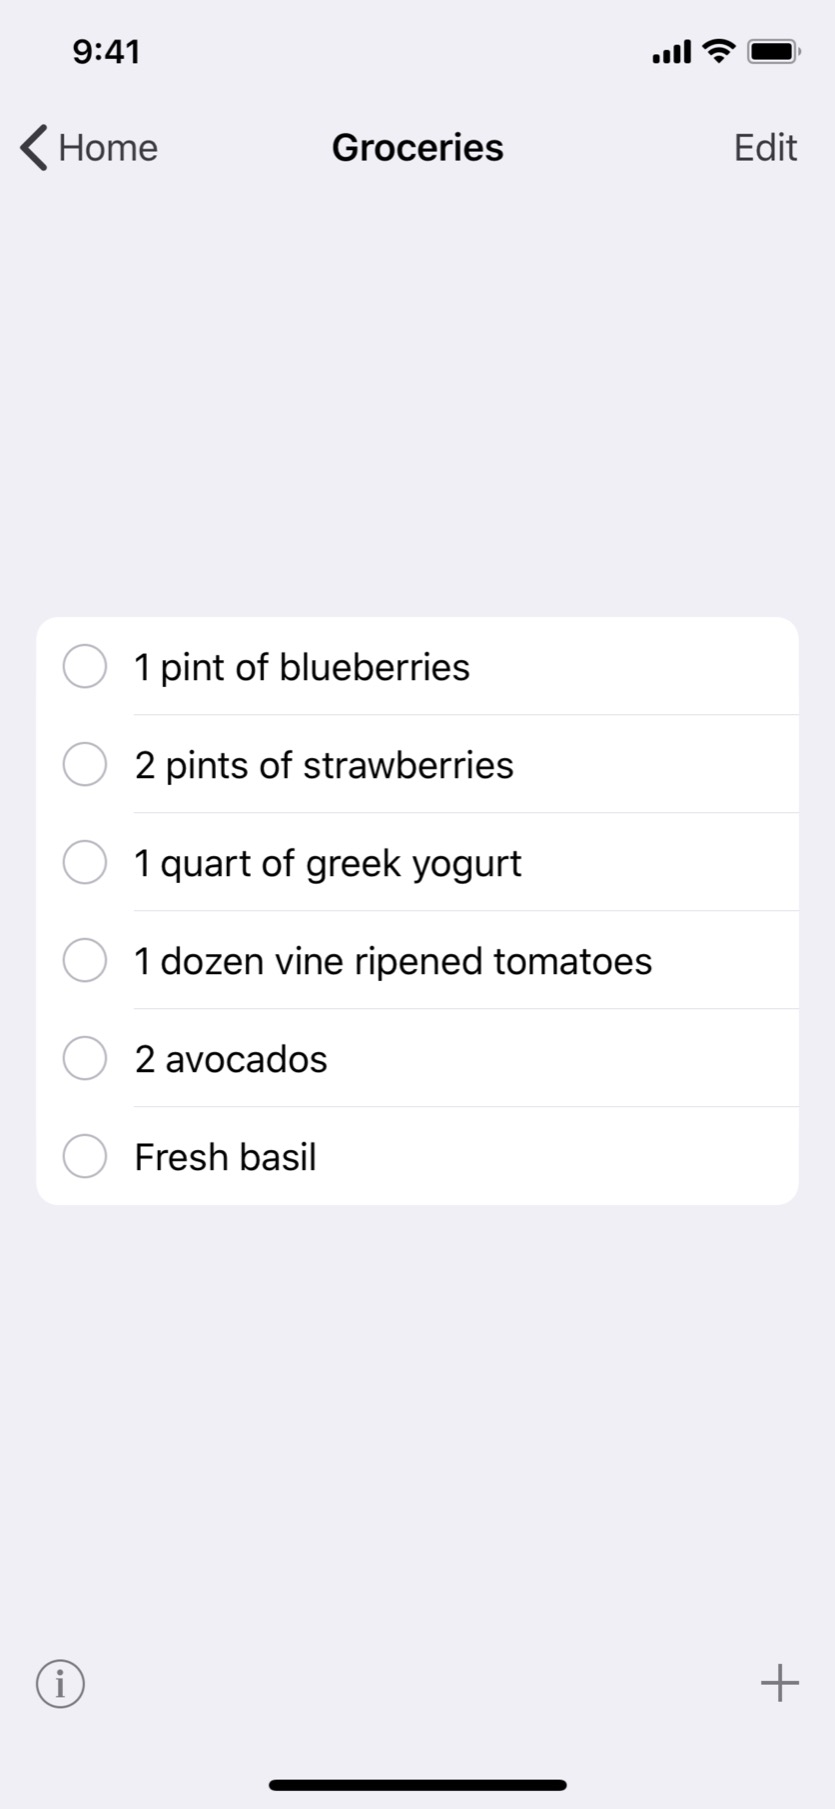 9:41
Home
Groceries
Edit
1 pint of blueberries
2 pints of strawberries
1 quart of greek yogurt
1 dozen vine ripened tomatoes
2 avocados
Fresh basil
i